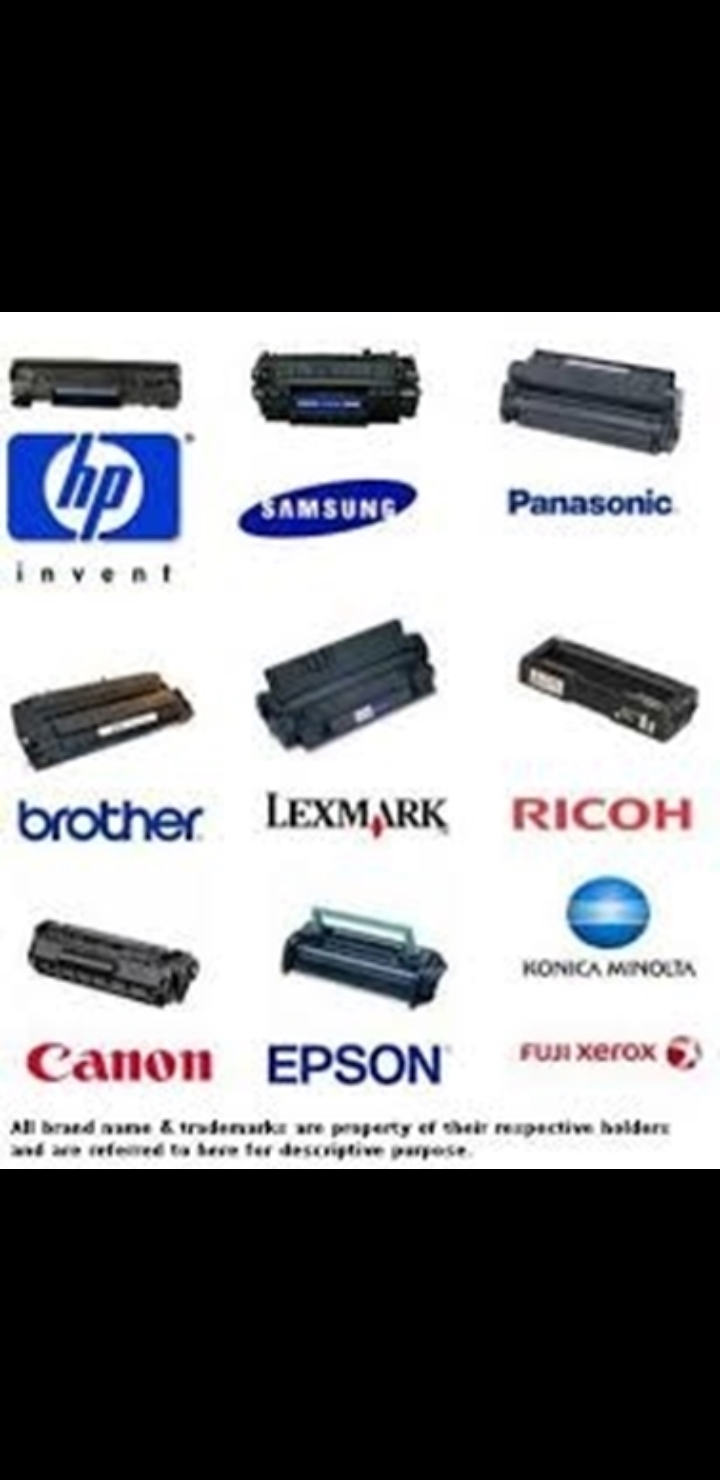 hp
invent
SAMSUNG
Panasonic
brother
LEXMARK
RICOH
KONICA MINOLTA
Canon
EPSON
FUJI xerox
All brand name & trademarks are property of their respective holders
and are referred to here for descriptive purpose.